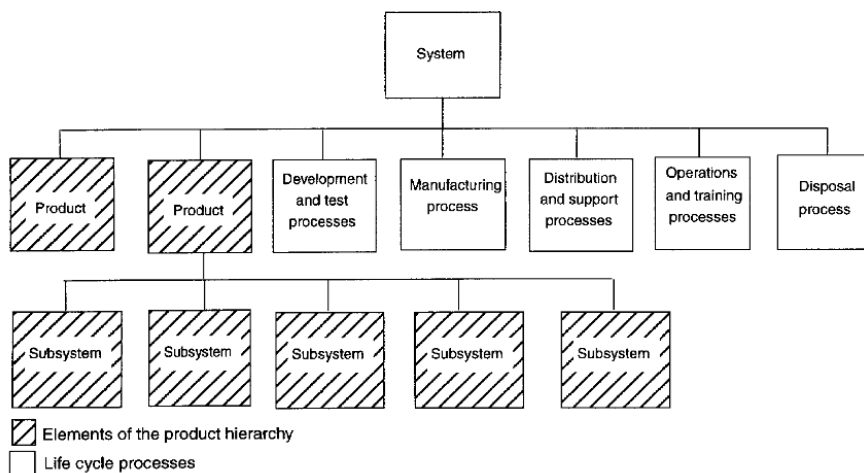 System
Product
Product
Development
and test
processes
Manufacturing
process
Distribution
and support
processes
Operations
and training
processes
Disposal
process
Subsystem
Subsystem
Subsystem
Subsystem
Subsystem
Elements of the product hierarchy
Life cycle processes